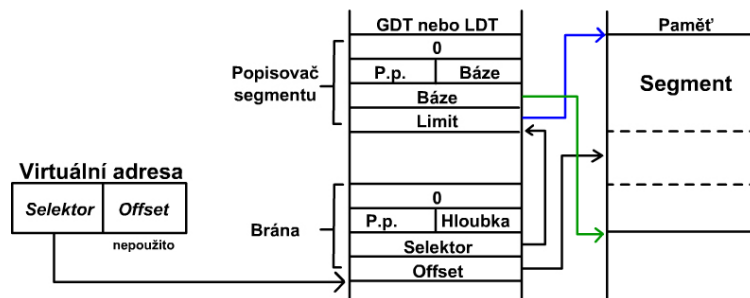 GDT nebo LDT
Paměť
0
Popisovač
segmentu
P.p.
Báze
Báze
Limit
Segment
Virtuální adresa
Selektor
Offset
nepoužito
Brána
0
P.p.
Hloubka
Selektor
Offset